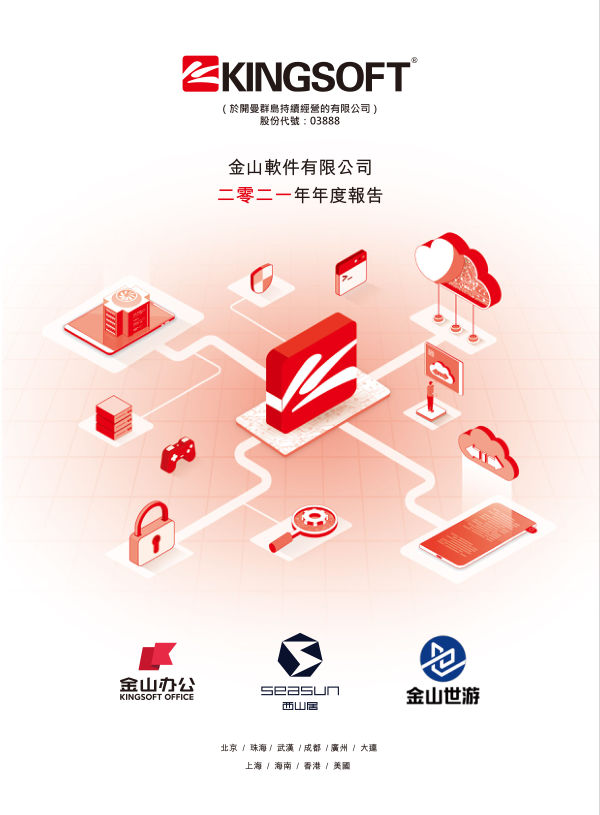 KINGSOFT®
（於開曼群島持續經營的有限公司）
股份代號：03888
金山軟件有限公司
二零二一年年度報告
金山办公
KINGSOFT OFFICE
seasun
西山居
金山世游
北京 / 珠海 / 武漢 / 成都 / 廣州 / 大連
上海 / 海南 / 香港 / 美國